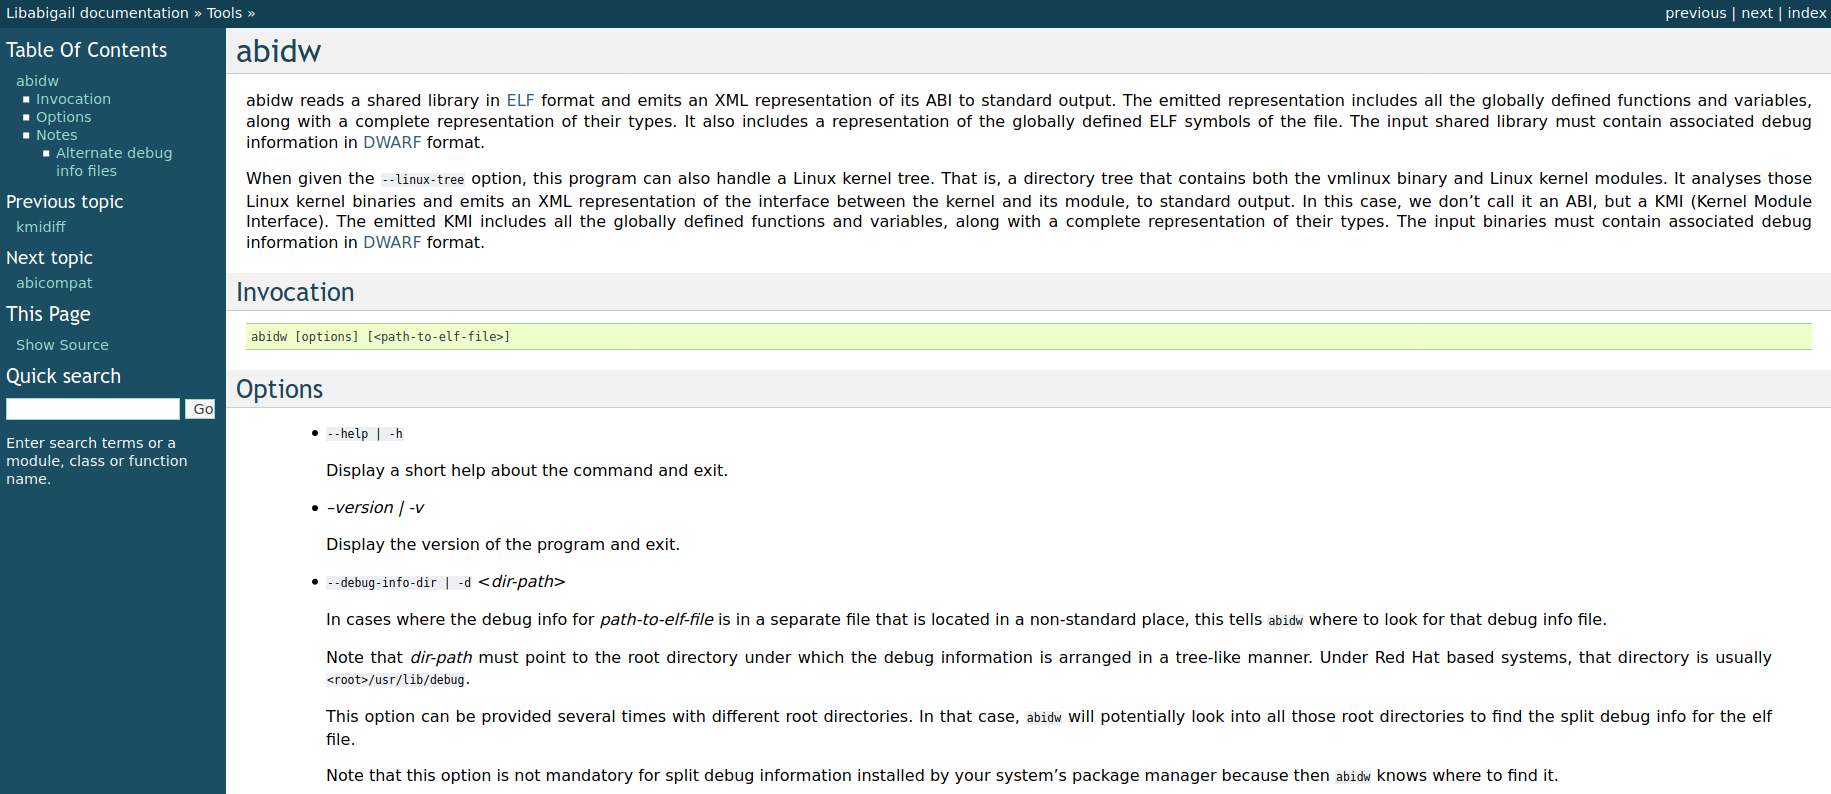 Libabigail documentation » Tools »
previous | next | index
Table Of Contents
abidw
Invocation
Options
Notes
Alternate debug
info files
Previous topic
kmidiff
Next topic
abicompat
This Page
Show Source
Quick search
Go
Enter search terms or a
module, class or function
name.
abidw
abidw reads a shared library in ELF format and emits an XML representation of its ABI to standard output. The emitted representation includes all the globally defined functions and variables,
along with a complete representation of their types. It also includes a representation of the globally defined ELF symbols of the file. The input shared library must contain associated debug
information in DWARF format.
When given the --linux-tree option, this program can also handle a Linux kernel tree. That is, a directory tree that contains both the vmlinux binary and Linux kernel modules. It analyses those
Linux kernel binaries and emits an XML representation of the interface between the kernel and its module, to standard output. In this case, we don’t call it an ABI, but a KMI (Kernel Module
Interface). The emitted KMI includes all the globally defined functions and variables, along with a complete representation of their types. The input binaries must contain associated debug
information in DWARF format.
Invocation
abidw [options] [<path-to-elf-file>]
Options
• --help | -h
Display a short help about the command and exit.
• –version | -v
Display the version of the program and exit.
• --debug-info-dir | -d <dir-path>
In cases where the debug info for path-to-elf-file is in a separate file that is located in a non-standard place, this tells abidw where to look for that debug info file.
Note that dir-path must point to the root directory under which the debug information is arranged in a tree-like manner. Under Red Hat based systems, that directory is usually
<root>/usr/lib/debug.
This option can be provided several times with different root directories. In that case, abidw will potentially look into all those root directories to find the split debug info for the elf
file.
Note that this option is not mandatory for split debug information installed by your system’s package manager because then abidw knows where to find it.